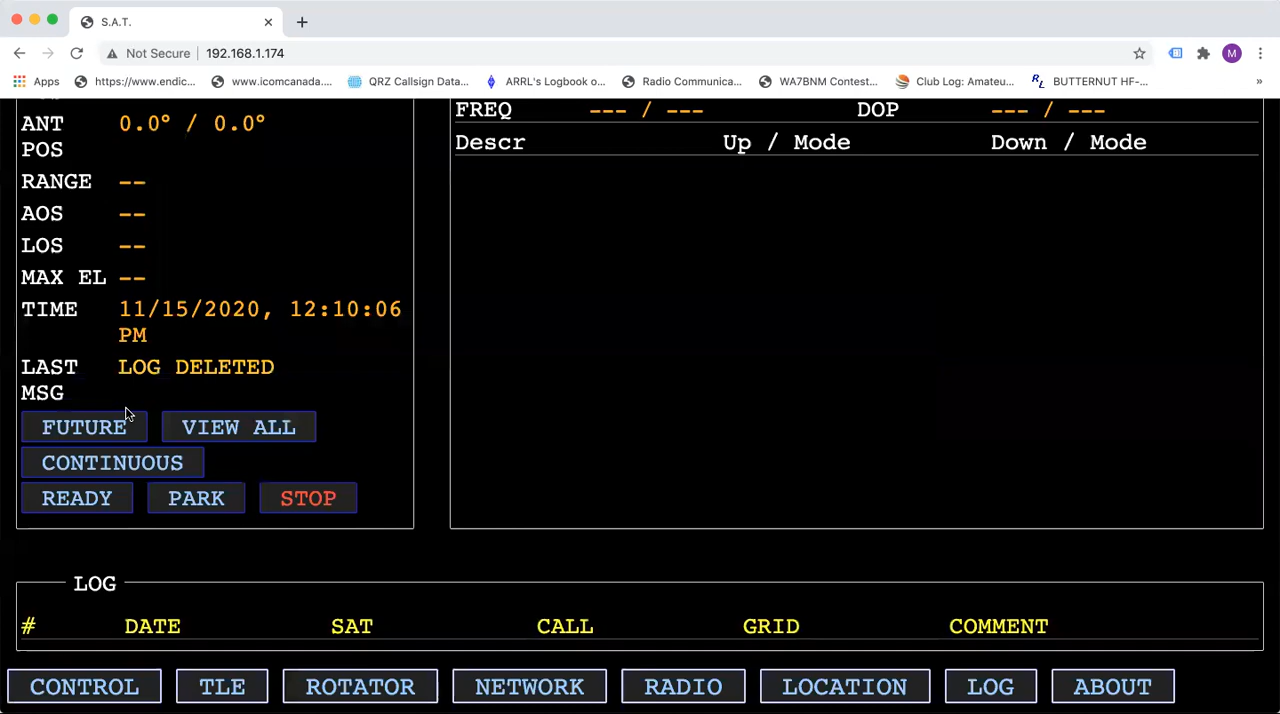 S.A.T.
Not Secure 192.168.1.174
M
Apps https://www.endic... www.icomcanada.... QRZ Callsign Data... ARRL's Logbook o... Radio Communica... WA7BNM Contest... Club Log: Amateu... RL BUTTERNUT HF-... »
ANT POS 0.0° / 0.0°
RANGE --
AOS --
LOS --
MAX EL --
TIME 11/15/2020, 12:10:06 PM
LAST MSG LOG DELETED
FUTURE VIEW ALL
CONTINUOUS
READY PARK STOP
FREQ --- / --- DOP --- / ---
Descr Up / Mode Down / Mode
LOG
# DATE SAT CALL GRID COMMENT
CONTROL TLE ROTATOR NETWORK RADIO LOCATION LOG ABOUT